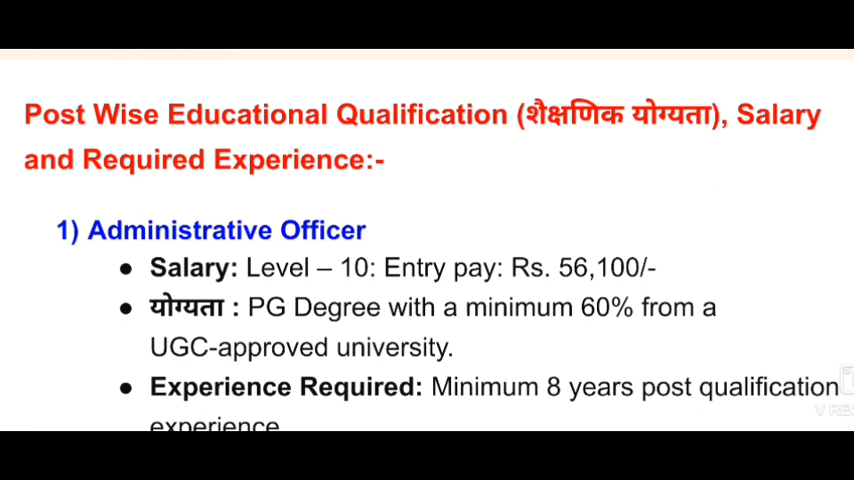 Post Wise Educational Qualification (शैक्षणिक योग्यता), Salary
and Required Experience:-
1) Administrative Officer
● Salary: Level – 10: Entry pay: Rs. 56,100/-
● योग्यता : PG Degree with a minimum 60% from a
UGC-approved university.
● Experience Required: Minimum 8 years post qualification
experience